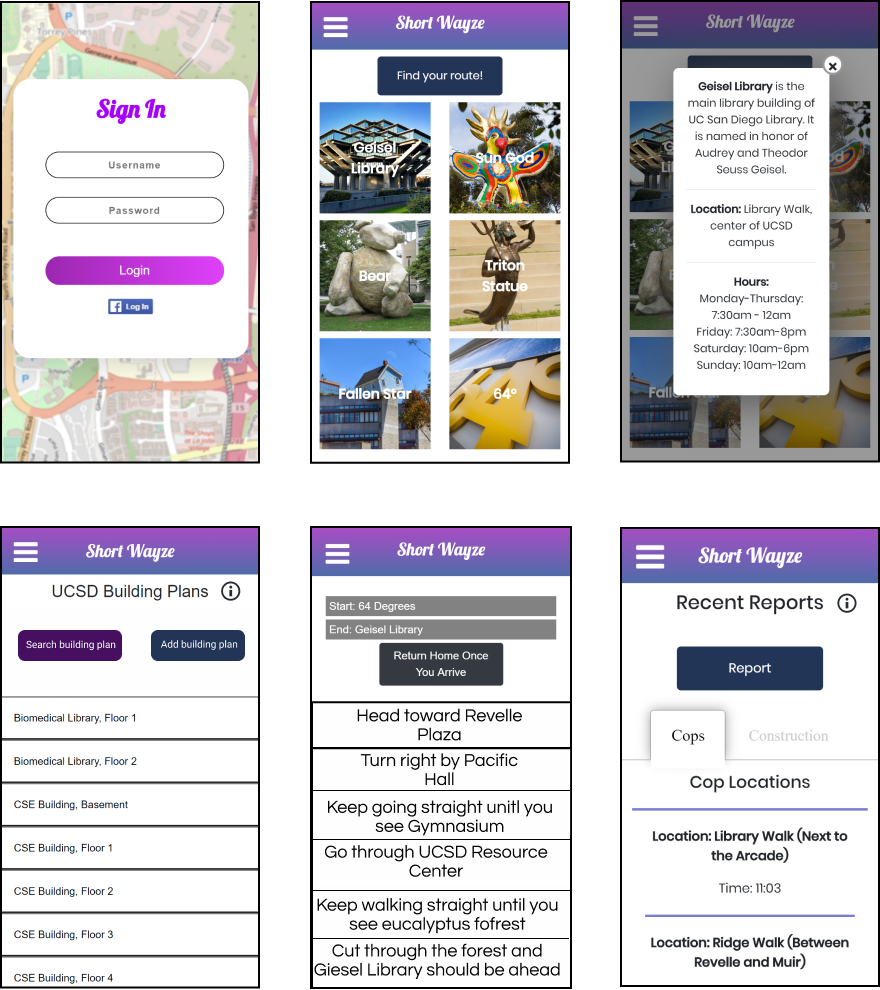 Torrey Pines
Genesee Avenue
Sign In
Username
Password
Login
Log In
North Torrey Pines Road
P
P
P
15
Short Wayze
Find your route!
Geisel
Library
Sun God
Bear
Triton
Statue
Fallen Star
64°
Short Wayze
Geisel Library is the
main library building of
UC San Diego Library. It
is named in honor of
Audrey and Theodor
Seuss Geisel.
Location: Library Walk,
center of UCSD
campus
Hours:
Monday-Thursday:
7:30am - 12am
Friday: 7:30am-8pm
Saturday: 10am-6pm
Sunday: 10am-12am
Short Wayze
UCSD Building Plans
Search building plan
Add building plan
Biomedical Library, Floor 1
Biomedical Library, Floor 2
CSE Building, Basement
CSE Building, Floor 1
CSE Building, Floor 2
CSE Building, Floor 3
CSE Building, Floor 4
Short Wayze
Start: 64 Degrees
End: Geisel Library
Return Home Once
You Arrive
Head toward Revelle
Plaza
Turn right by Pacific
Hall
Keep going straight unitl you
see Gymnasium
Go through UCSD Resource
Center
Keep walking straight until you
see eucalyptus fofrest
Cut through the forest and
Giesel Library should be ahead
Short Wayze
Recent Reports
Report
Cops
Construction
Cop Locations
Location: Library Walk (Next to
the Arcade)
Time: 11:03
Location: Ridge Walk (Between
Revelle and Muir)